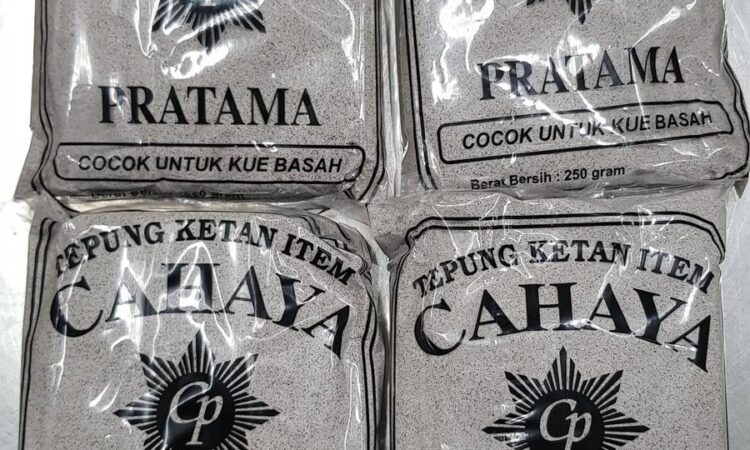 PRATAMA
COCOK UNTUK KUE BASAH
PRATAMA
COCOK UNTUK KUE BASAH
Berat Bersih : 250 gram
TEPUNG KETAN ITEM
CAHAYA
Cp
TEPUNG KETAN ITEM
CAHAYA
Cp